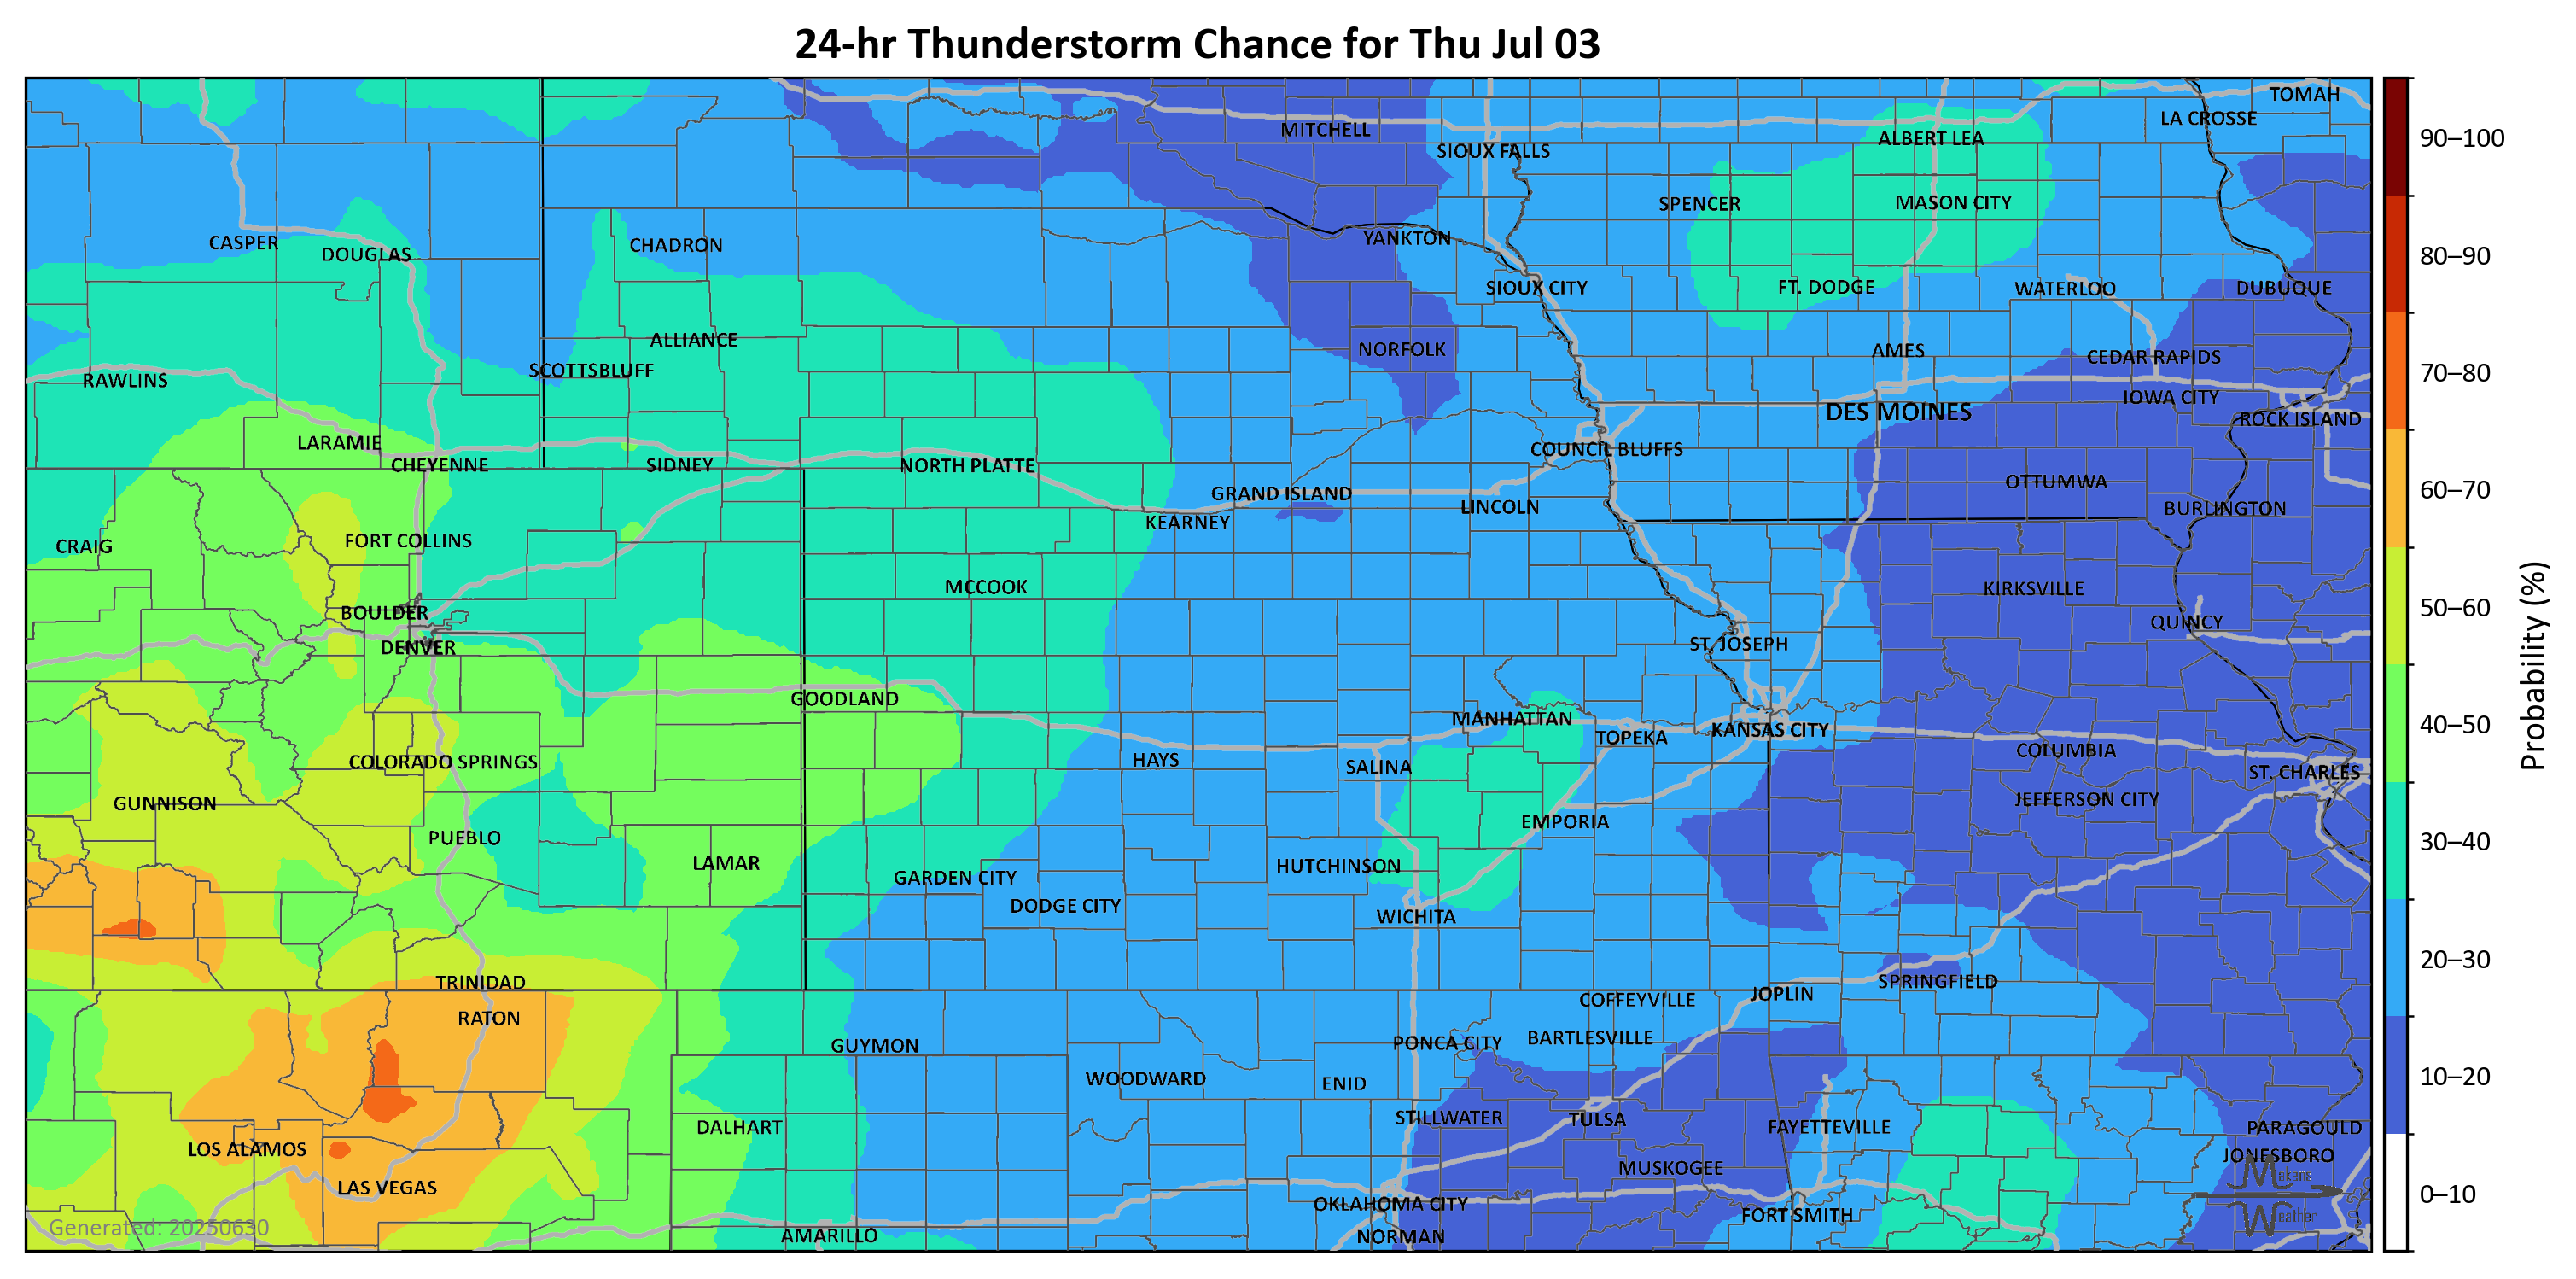 24-hr Thunderstorm Chance for Thu Jul 03
TOMAH
LA CROSSE
MITCHELL
ALBERT LEA
SIOUX FALLS
SPENCER
MASON CITY
YANKTON
CASPER
CHADRON
DOUGLAS
SIOUX CITY
FT. DODGE
WATERLOO
DUBUQUE
ALLIANCE
NORFOLK
AMES
CEDAR RAPIDS
SCOTTSBLUFF
RAWLINS
IOWA CITY
DES MOINES
ROCK ISLAND
LARAMIE
COUNCIL BLUFFS
CHEYENNE
SIDNEY
NORTH PLATTE
OTTUMWA
GRAND ISLAND
LINCOLN
BURLINGTON
KEARNEY
FORT COLLINS
CRAIG
MCCOOK
KIRKSVILLE
BOULDER
QUINCY
DENVER
ST. JOSEPH
GOODLAND
MANHATTAN
KANSAS CITY
TOPEKA
COLUMBIA
COLORADO SPRINGS
HAYS
SALINA
ST. CHARLES
GUNNISON
JEFFERSON CITY
EMPORIA
PUEBLO
LAMAR
HUTCHINSON
GARDEN CITY
DODGE CITY
WICHITA
TRINIDAD
SPRINGFIELD
JOPLIN
COFFEYVILLE
RATON
BARTLESVILLE
PONCA CITY
GUYMON
WOODWARD
ENID
STILLWATER
TULSA
DALHART
FAYETTEVILLE
PARAGOULD
LOS ALAMOS
JONESBORO
MUSKOGEE
LAS VEGAS
OKLAHOMA CITY
FORT SMITH
AMARILLO
NORMAN
Generated: 20250630
Makens
Weather
90–100
80–90
70–80
60–70
50–60
40–50
30–40
20–30
10–20
0–10
Probability (%)